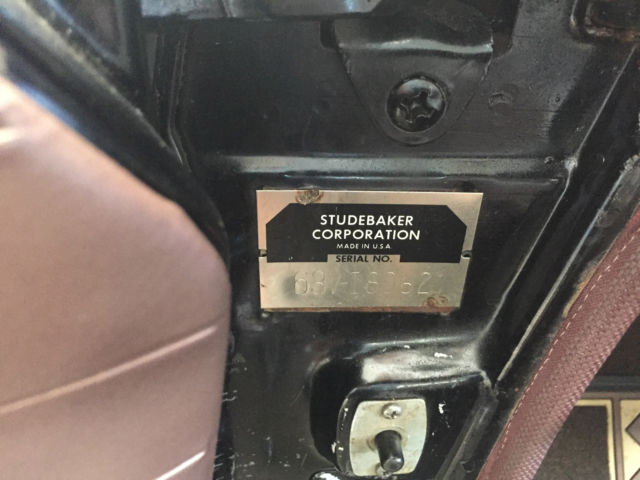 STUDEBAKER
CORPORATION
MADE IN U.S.A.
SERIAL NO.